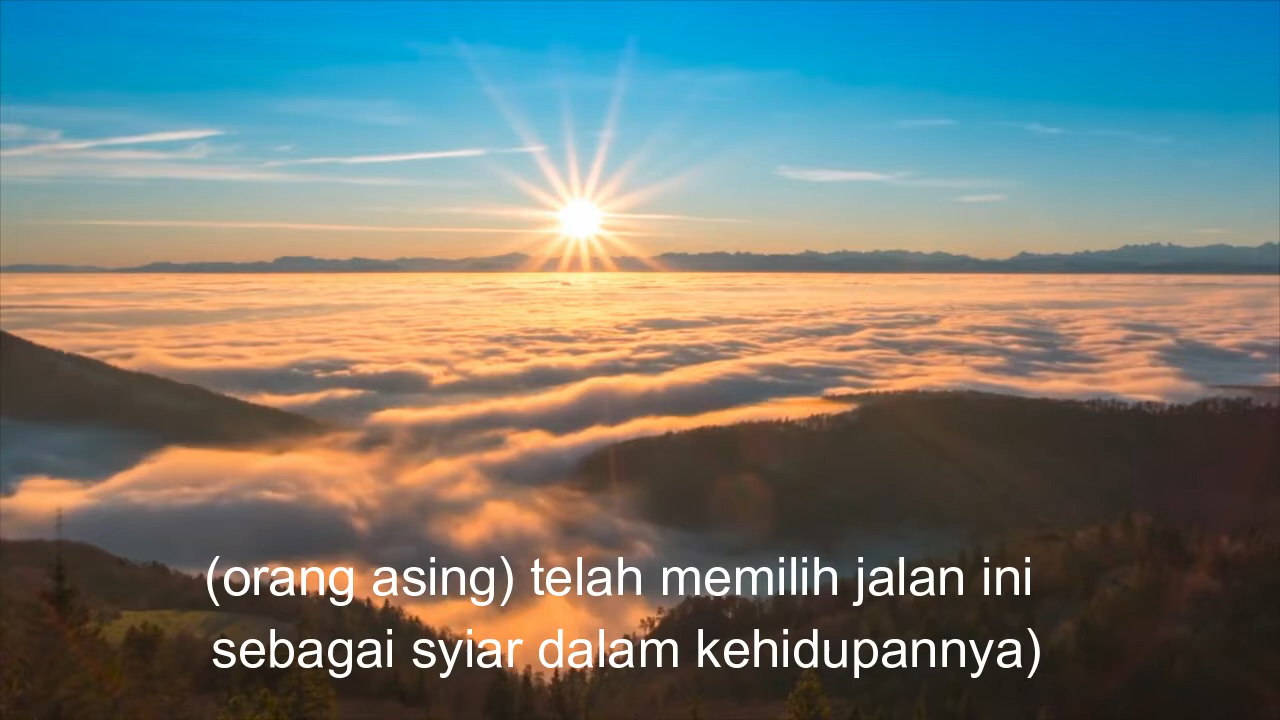 (orang asing) telah memilih jalan ini
sebagai syiar dalam kehidupannya)